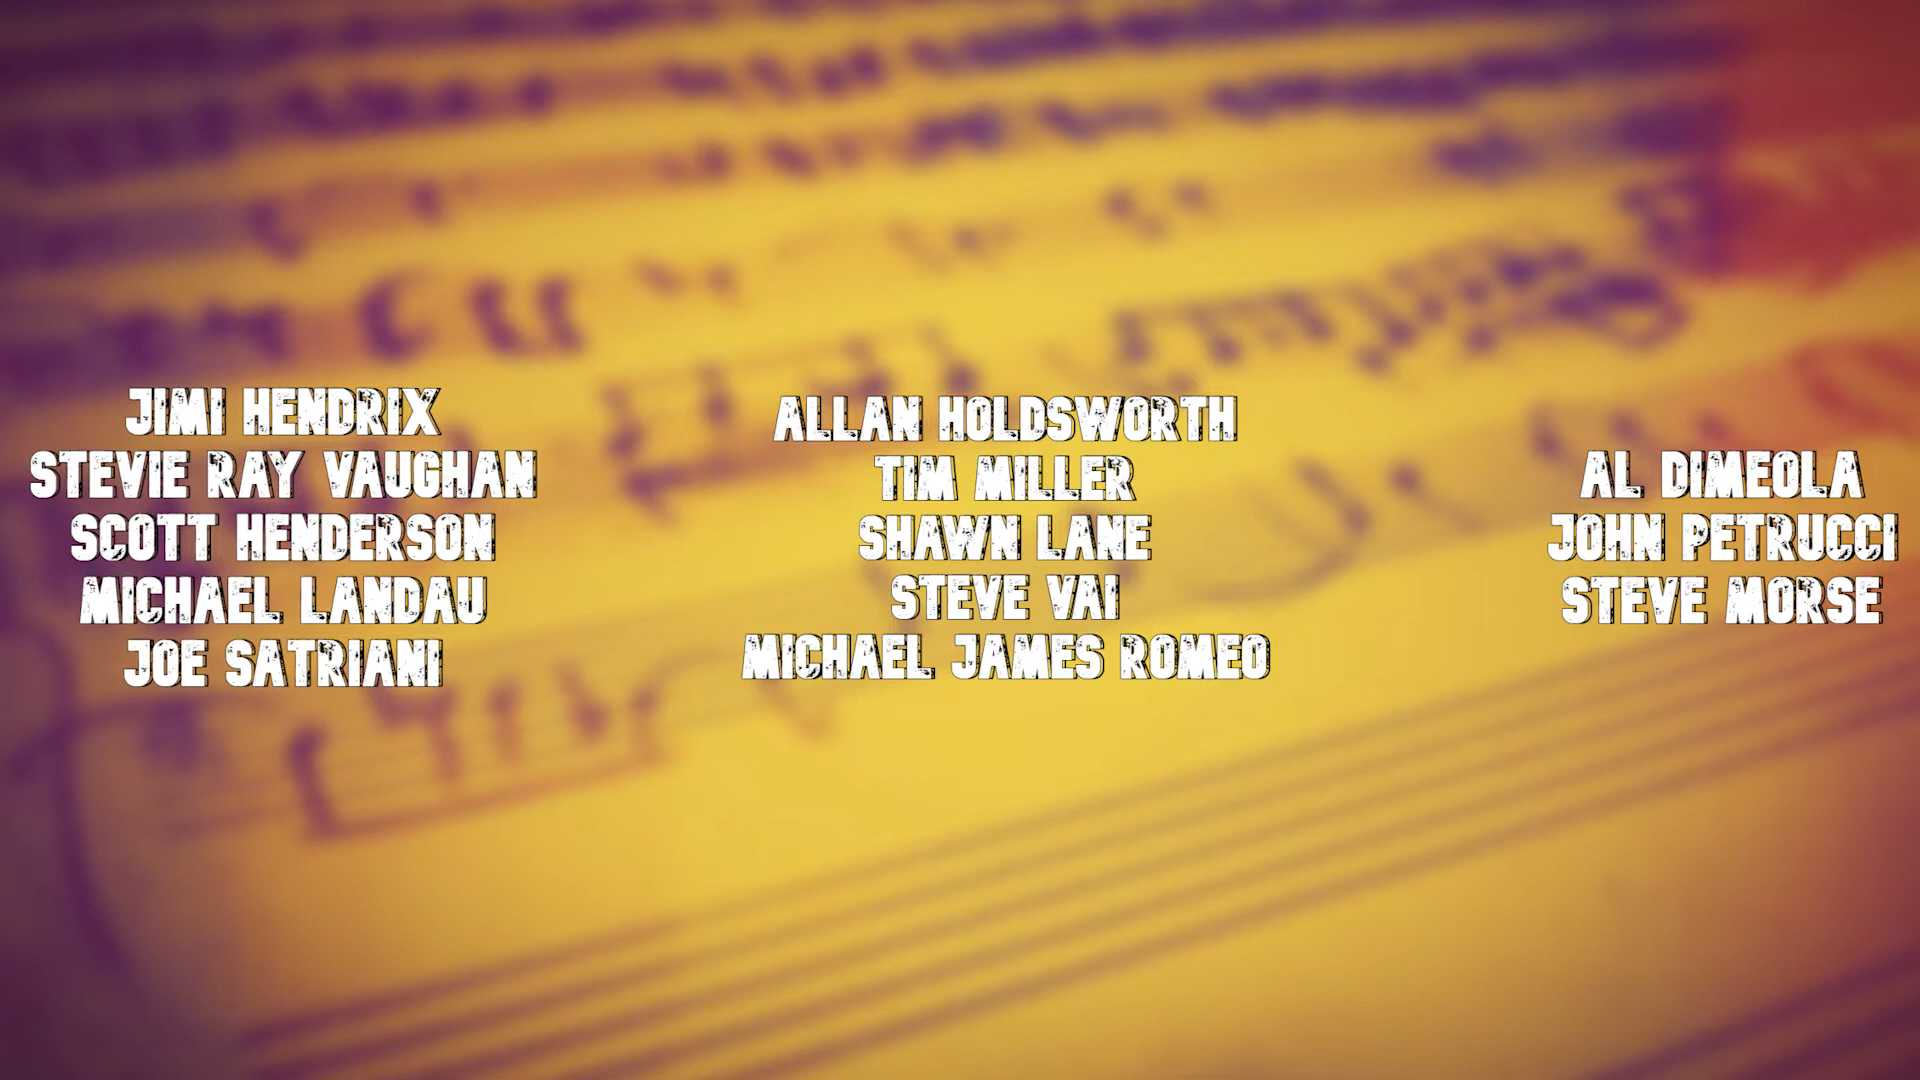 JIMI HENDRIX
STEVIE RAY VAUGHAN
SCOTT HENDERSON
MICHAEL LANDAU
JOE SATRIANI
ALLAN HOLDSWORTH
TIM MILLER
SHAWN LANE
STEVE VAI
MICHAEL JAMES ROMEO
AL DIMEOLA
JOHN PETRUCCI
STEVE MORSE